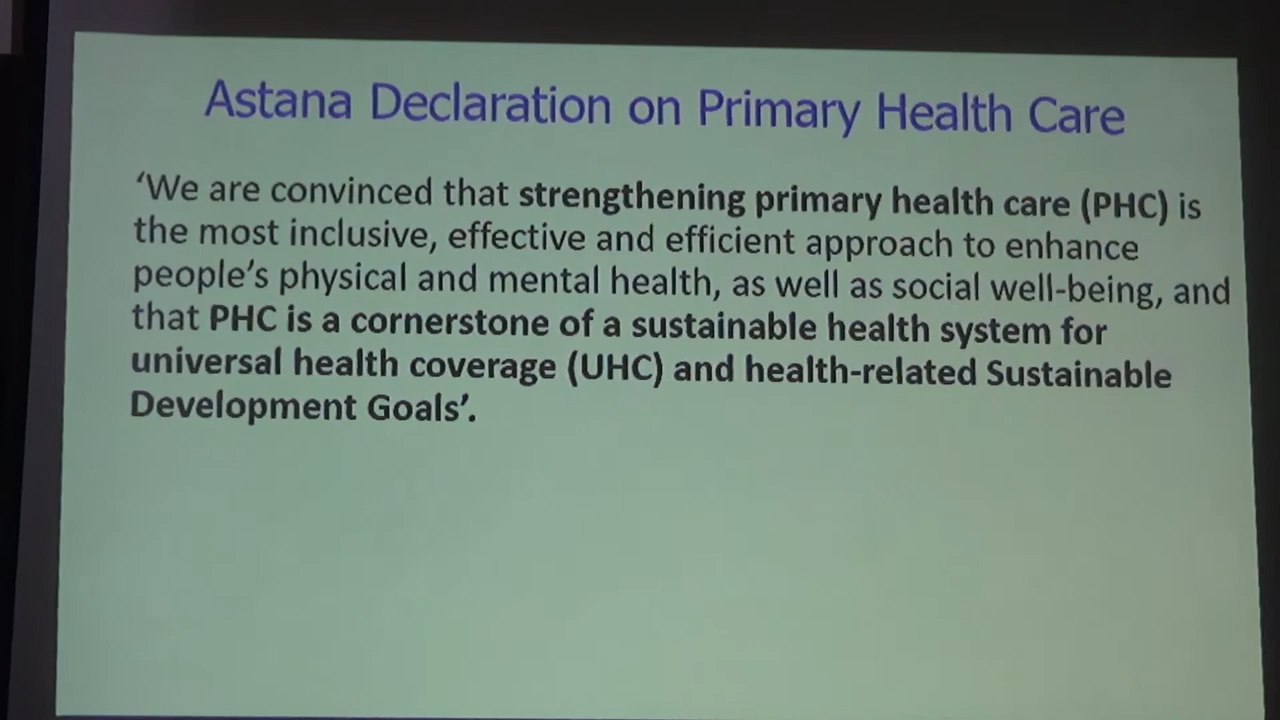 Astana Declaration on Primary Health Care
‘We are convinced that strengthening primary health care (PHC) is
the most inclusive, effective and efficient approach to enhance
people’s physical and mental health, as well as social well-being, and
that PHC is a cornerstone of a sustainable health system for
universal health coverage (UHC) and health-related Sustainable
Development Goals’.